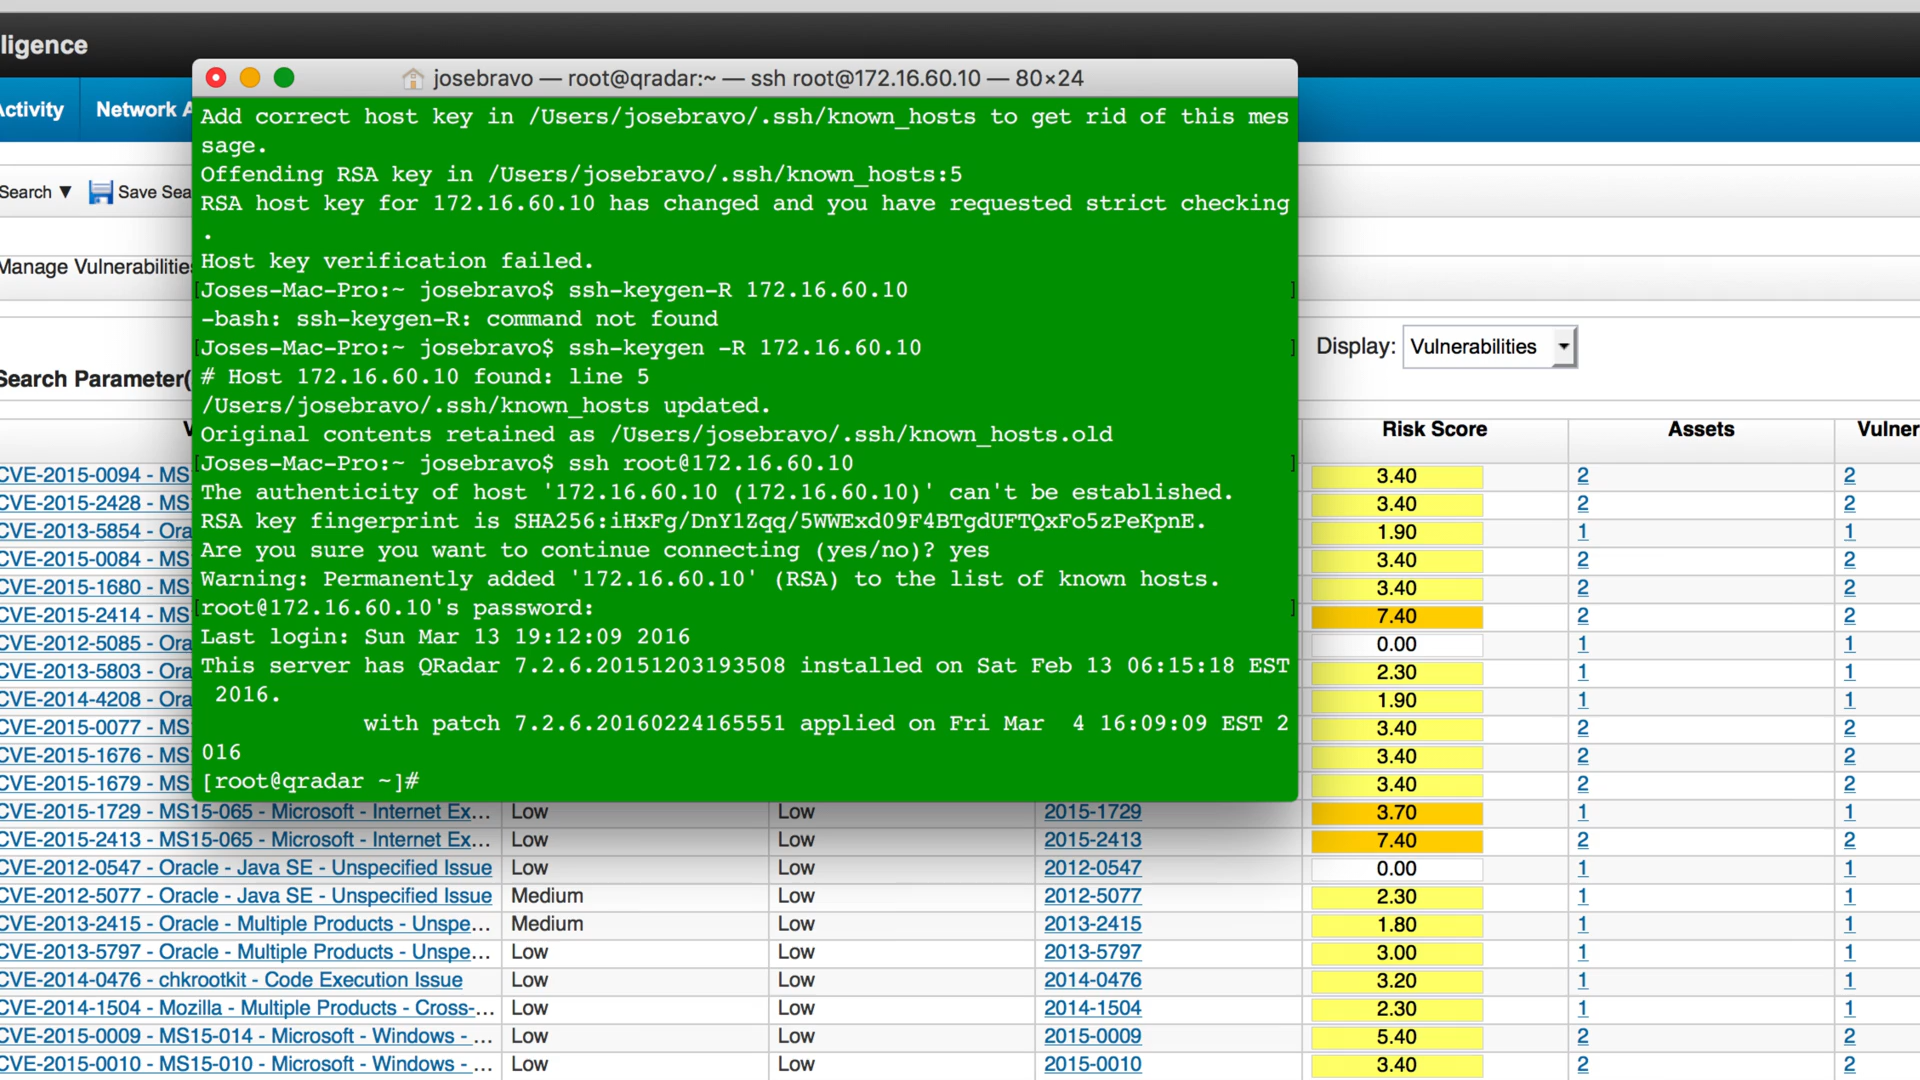 ligence
josebravo — root@qradar:~ — ssh root@172.16.60.10 — 80×24
Activity Network A
Add correct host key in /Users/josebravo/.ssh/known_hosts to get rid of this mes
sage.
Offending RSA key in /Users/josebravo/.ssh/known_hosts:5
Search ▼ Save Sea
RSA host key for 172.16.60.10 has changed and you have requested strict checking
.
Host key verification failed.
Manage Vulnerabilities
[Joses-Mac-Pro:~ josebravo$ ssh-keygen-R 172.16.60.10 ]
-bash: ssh-keygen-R: command not found
[Joses-Mac-Pro:~ josebravo$ ssh-keygen -R 172.16.60.10 ]
Display: Vulnerabilities
# Host 172.16.60.10 found: line 5
Search Parameter(
/Users/josebravo/.ssh/known_hosts updated.
Original contents retained as /Users/josebravo/.ssh/known_hosts.old
V Risk Score Assets Vulner
[Joses-Mac-Pro:~ josebravo$ ssh root@172.16.60.10 ]
The authenticity of host '172.16.60.10 (172.16.60.10)' can't be established.
RSA key fingerprint is SHA256:iHxFg/DnY1Zqq/5WWExd09F4BTgdUFTQxFo5zPeKpnE.
Are you sure you want to continue connecting (yes/no)? yes
Warning: Permanently added '172.16.60.10' (RSA) to the list of known hosts.
[root@172.16.60.10's password: ]
Last login: Sun Mar 13 19:12:09 2016
This server has QRadar 7.2.6.20151203193508 installed on Sat Feb 13 06:15:18 EST
2016.
with patch 7.2.6.20160224165551 applied on Fri Mar  4 16:09:09 EST 2
016
[root@qradar ~]#
CVE-2015-0094 - MS 3.40 2 2
CVE-2015-2428 - MS 3.40 2 2
CVE-2013-5854 - Ora 1.90 1 1
CVE-2015-0084 - MS 3.40 2 2
CVE-2015-1680 - MS 3.40 2 2
CVE-2015-2414 - MS 7.40 2 2
CVE-2012-5085 - Ora 0.00 1 1
CVE-2013-5803 - Ora 2.30 1 1
CVE-2014-4208 - Ora 1.90 1 1
CVE-2015-0077 - MS 3.40 2 2
CVE-2015-1676 - MS 3.40 2 2
CVE-2015-1679 - MS 3.40 2 2
CVE-2015-1729 - MS15-065 - Microsoft - Internet Ex... Low Low 2015-1729 3.70 1 1
CVE-2015-2413 - MS15-065 - Microsoft - Internet Ex... Low Low 2015-2413 7.40 2 2
CVE-2012-0547 - Oracle - Java SE - Unspecified Issue Low Low 2012-0547 0.00 1 1
CVE-2012-5077 - Oracle - Java SE - Unspecified Issue Medium Low 2012-5077 2.30 1 1
CVE-2013-2415 - Oracle - Multiple Products - Unspe... Medium Low 2013-2415 1.80 1 1
CVE-2013-5797 - Oracle - Multiple Products - Unspe... Low Low 2013-5797 3.00 1 1
CVE-2014-0476 - chkrootkit - Code Execution Issue Low Low 2014-0476 3.20 1 1
CVE-2014-1504 - Mozilla - Multiple Products - Cross-... Low Low 2014-1504 2.30 1 1
CVE-2015-0009 - MS15-014 - Microsoft - Windows - ... Low Low 2015-0009 5.40 2 2
CVE-2015-0010 - MS15-010 - Microsoft - Windows - ... Low Low 2015-0010 3.40 2 2